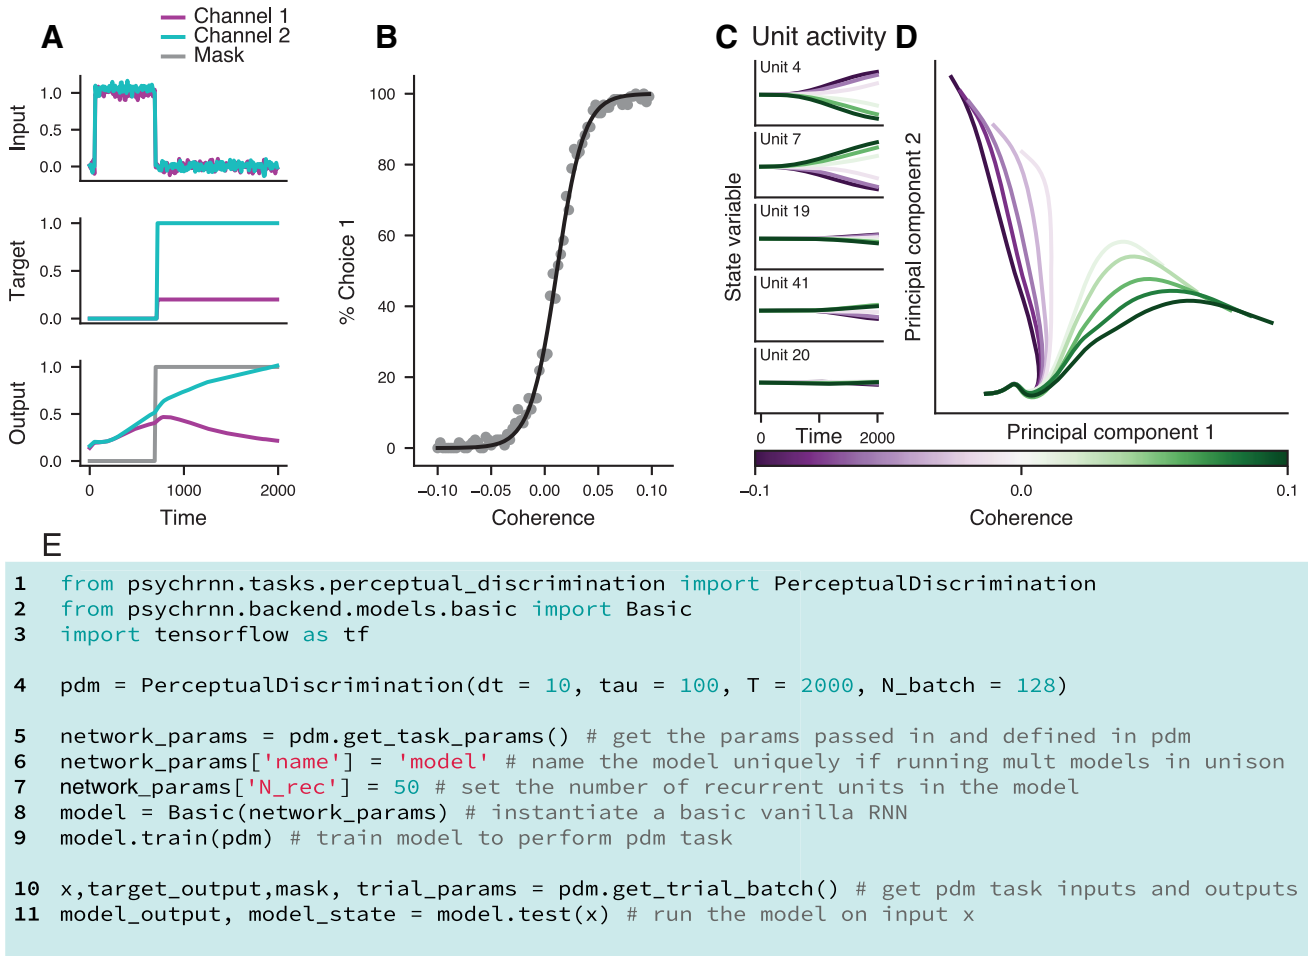 A
Channel 1
Channel 2
Mask
Input
1.0
0.5
0.0
Target
1.0
0.5
0.0
Output
1.0
0.5
0.0
0
1000
2000
Time
B
% Choice 1
100
80
60
40
20
0
−0.10
−0.05
0.00
0.05
0.10
Coherence
C Unit activity
State variable
Unit 4
Unit 7
Unit 19
Unit 41
Unit 20
0
Time
2000
D
Principal component 2
Principal component 1
−0.1
0.0
0.1
Coherence
E
1 from psychrnn.tasks.perceptual_discrimination import PerceptualDiscrimination
2 from psychrnn.backend.models.basic import Basic
3 import tensorflow as tf
4 pdm = PerceptualDiscrimination(dt = 10, tau = 100, T = 2000, N_batch = 128)
5 network_params = pdm.get_task_params() # get the params passed in and defined in pdm
6 network_params['name'] = 'model' # name the model uniquely if running mult models in unison
7 network_params['N_rec'] = 50 # set the number of recurrent units in the model
8 model = Basic(network_params) # instantiate a basic vanilla RNN
9 model.train(pdm) # train model to perform pdm task
10 x,target_output,mask, trial_params = pdm.get_trial_batch() # get pdm task inputs and outputs
11 model_output, model_state = model.test(x) # run the model on input x